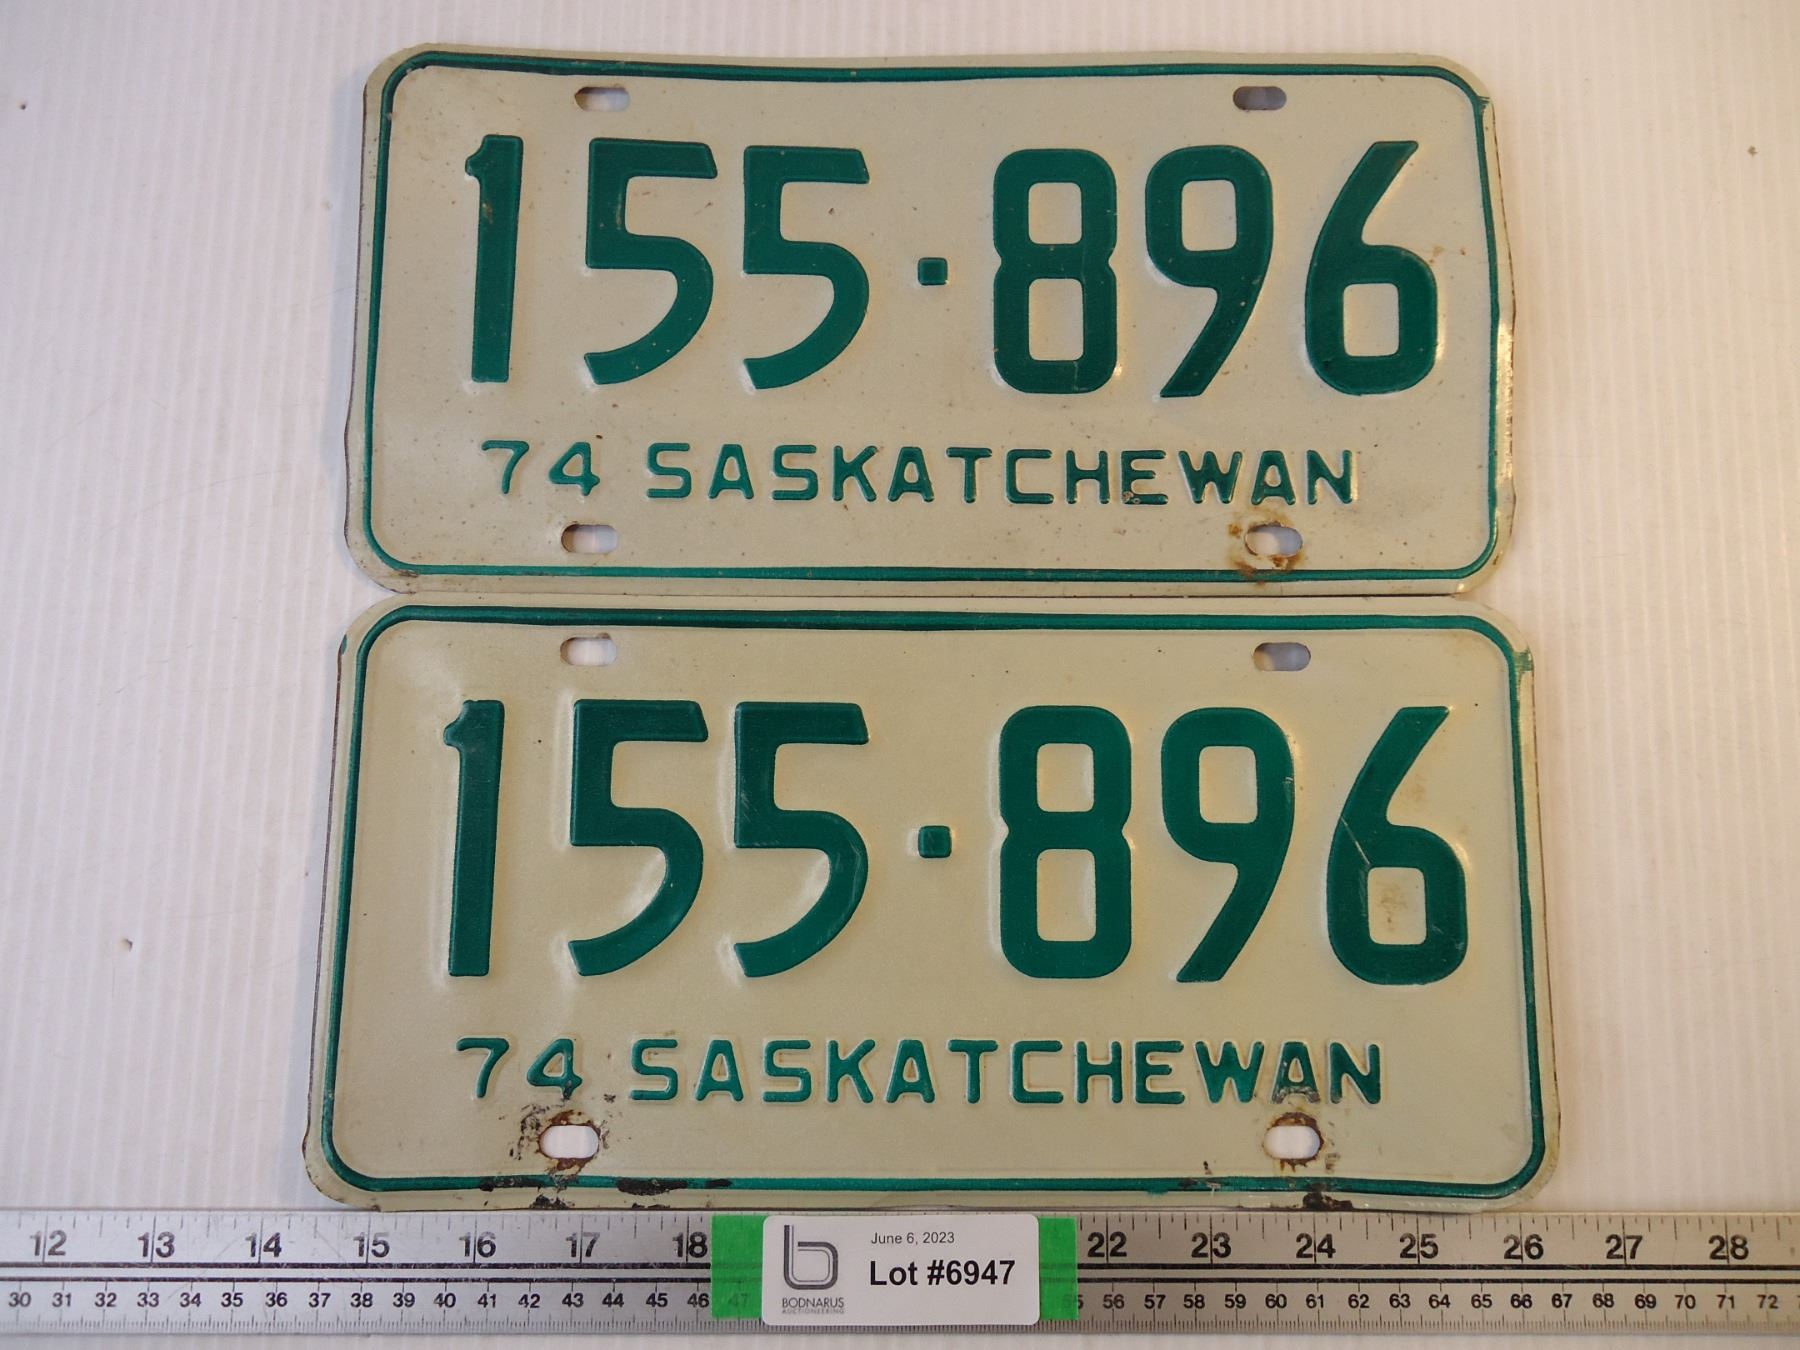 155·896
74 SASKATCHEWAN
155·896
74 SASKATCHEWAN
12 13 14 15 16 17 18 22 23 24 25 26 27 28
June 6, 2023
Lot #6947
BODNARUS
AUCTIONEERING
30 31 32 33 34 35 36 37 38 39 40 41 42 43 44 45 46 47 55 56 57 58 59 60 61 62 63 64 65 66 67 68 69 70 71 72